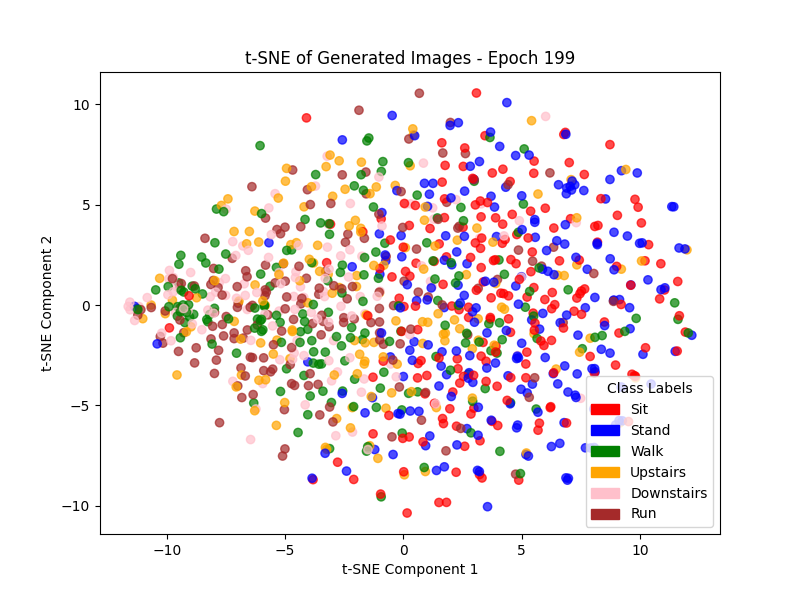 t-SNE of Generated Images - Epoch 199
10
5
0
−5
−10
t-SNE Component 2
Class Labels
Sit
Stand
Walk
Upstairs
Downstairs
Run
−10 −5 0 5 10
t-SNE Component 1